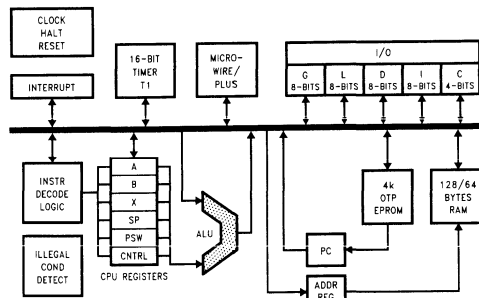 CLOCK
HALT
RESET
INTERRUPT
16-BIT
TIMER
T1
MICRO-
WIRE/
PLUS
I/O
G
8-BITS
L
8-BITS
D
8-BITS
I
8-BITS
C
4-BITS
INSTR
DECODE
LOGIC
A
B
X
SP
PSW
CNTRL
CPU REGISTERS
ALU
4k
OTP
EPROM
128/64
BYTES
RAM
ILLEGAL
COND
DETECT
PC
ADDR
REG